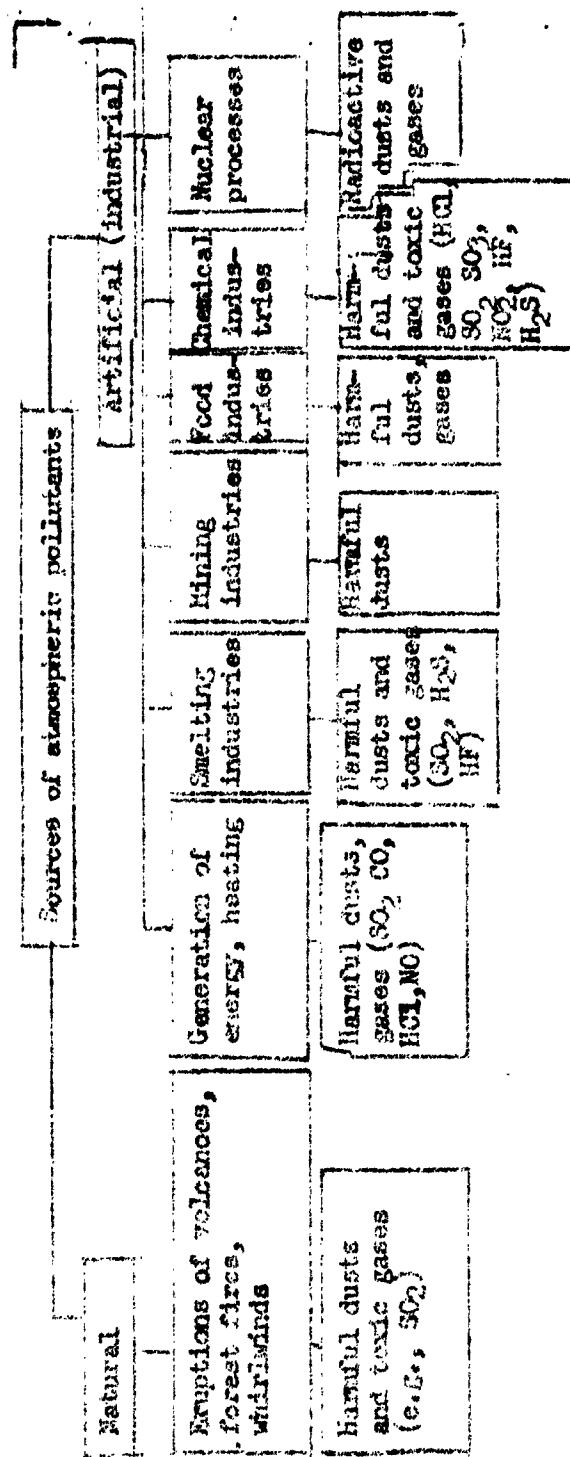 Sources of atmospheric pollutants
Natural
Artificial (industrial)
Eruptions of volcanoes,
forest fires,
Whirlwinds
Generation of
energy, heating
Smelting
industries
Mining
industries
Food
indus-
tries
Chemical
indus-
tries
Nuclear
processes
harmful dusts
and toxic gases
(e.g., SO2)
Harmful dusts,
gases (SO2 CO,
HCl,NO)
Harmful
dusts and
toxic gases
(SO2, H2S,
HF)
Harmful
dusts
Harm-
ful
dusts,
gases
Harm-
ful dusts
and toxic
gases (HCl,
SO2 SO3,
NO2, HF,
H2S)
Radioactive
dusts and
gases